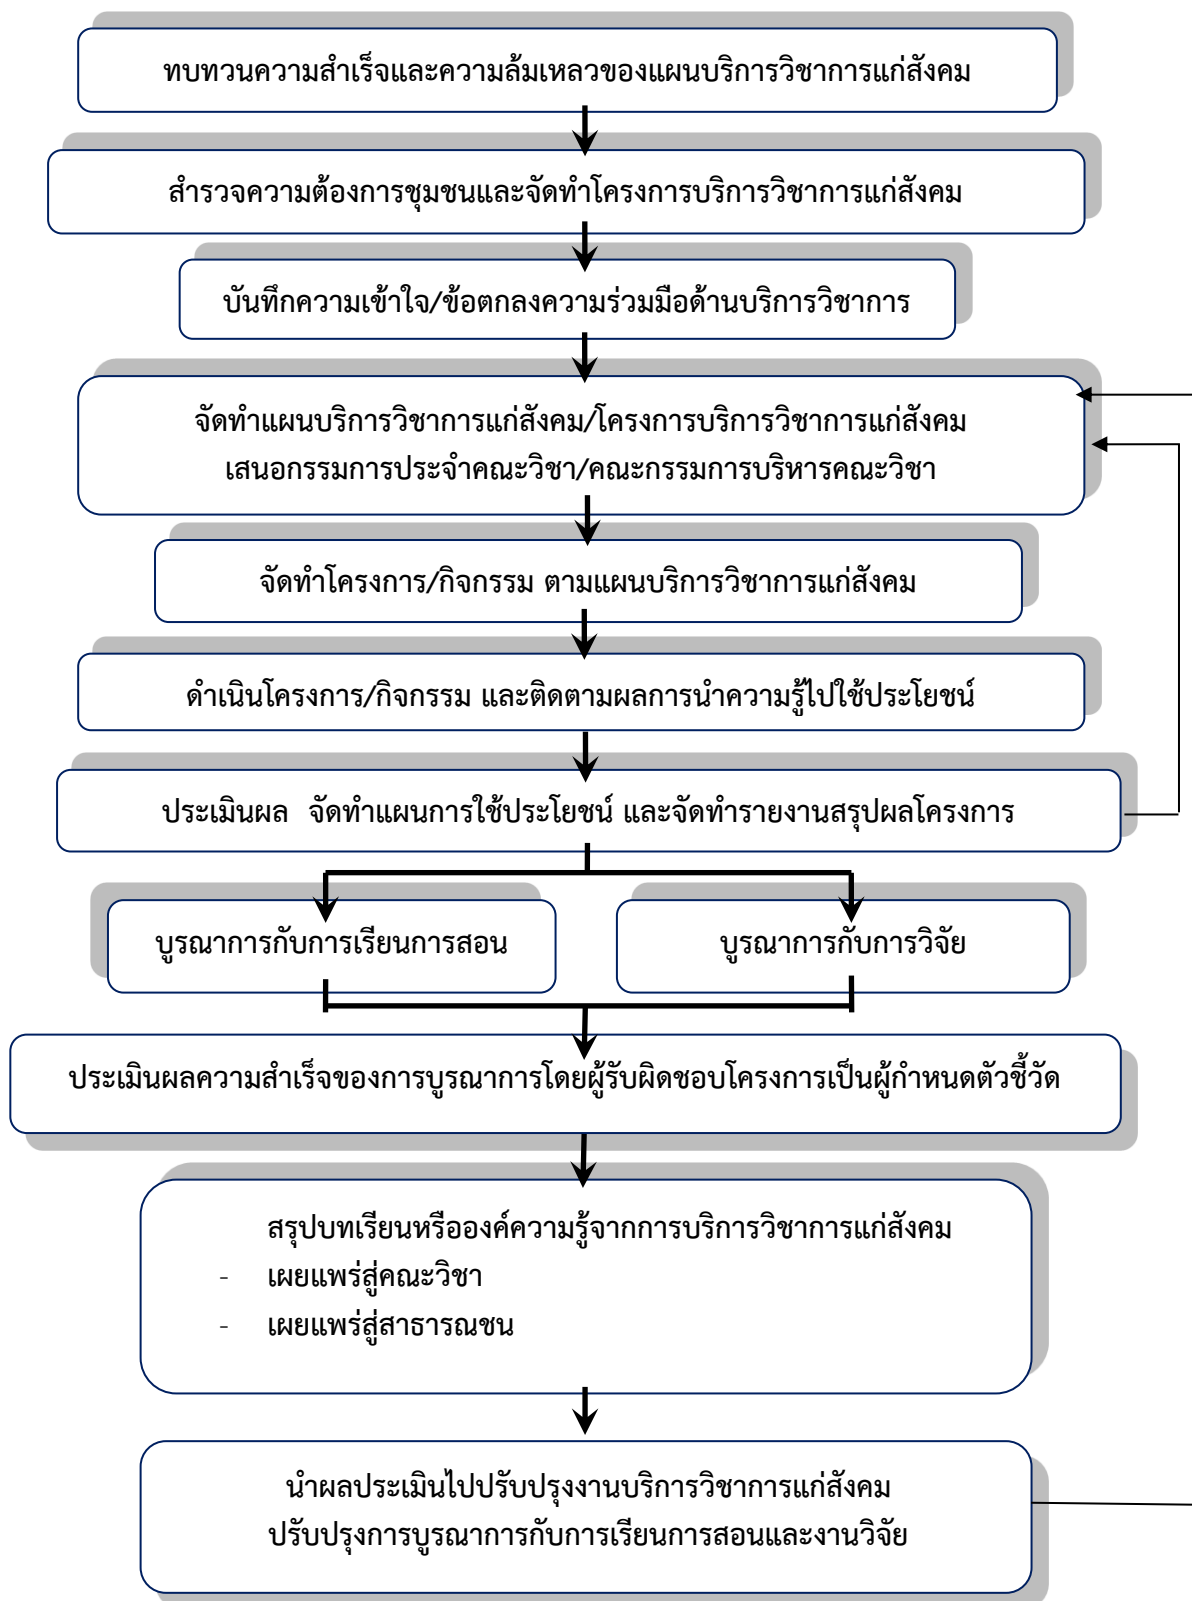 ทบทวนความสำเร็จและความล้มเหลวของแผนบริการวิชาการแก่สังคม
สำรวจความต้องการชุมชนและจัดทำโครงการบริการวิชาการแก่สังคม
บันทึกความเข้าใจ/ข้อตกลงความร่วมมือด้านบริการวิชาการ
จัดทำแผนบริการวิชาการแก่สังคม/โครงการบริการวิชาการแก่สังคม
เสนอกรรมการประจำคณะวิชา/คณะกรรมการบริหารคณะวิชา
จัดทำโครงการ/กิจกรรม ตามแผนบริการวิชาการแก่สังคม
ดำเนินโครงการ/กิจกรรม และติดตามผลการนำความรู้ไปใช้ประโยชน์
ประเมินผล  จัดทำแผนการใช้ประโยชน์ และจัดทำรายงานสรุปผลโครงการ
บูรณาการกับการเรียนการสอน
บูรณาการกับการวิจัย
ประเมินผลความสำเร็จของการบูรณาการโดยผู้รับผิดชอบโครงการเป็นผู้กำหนดตัวชี้วัด
สรุปบทเรียนหรือองค์ความรู้จากการบริการวิชาการแก่สังคม
- เผยแพร่สู่คณะวิชา
- เผยแพร่สู่สาธารณชน
นำผลประเมินไปปรับปรุงงานบริการวิชาการแก่สังคม
ปรับปรุงการบูรณาการกับการเรียนการสอนและงานวิจัย